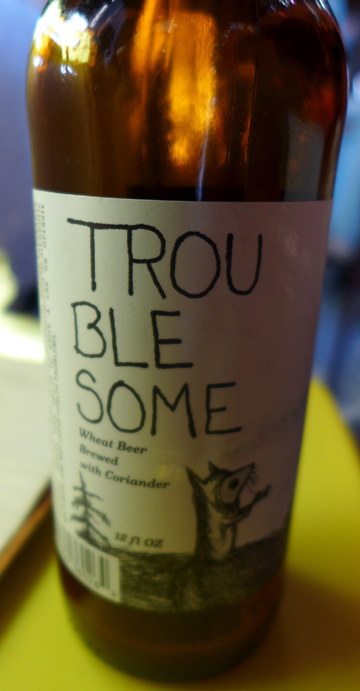 TROU
BLE
SOME
Wheat Beer
Brewed
with Coriander
12 fl oz